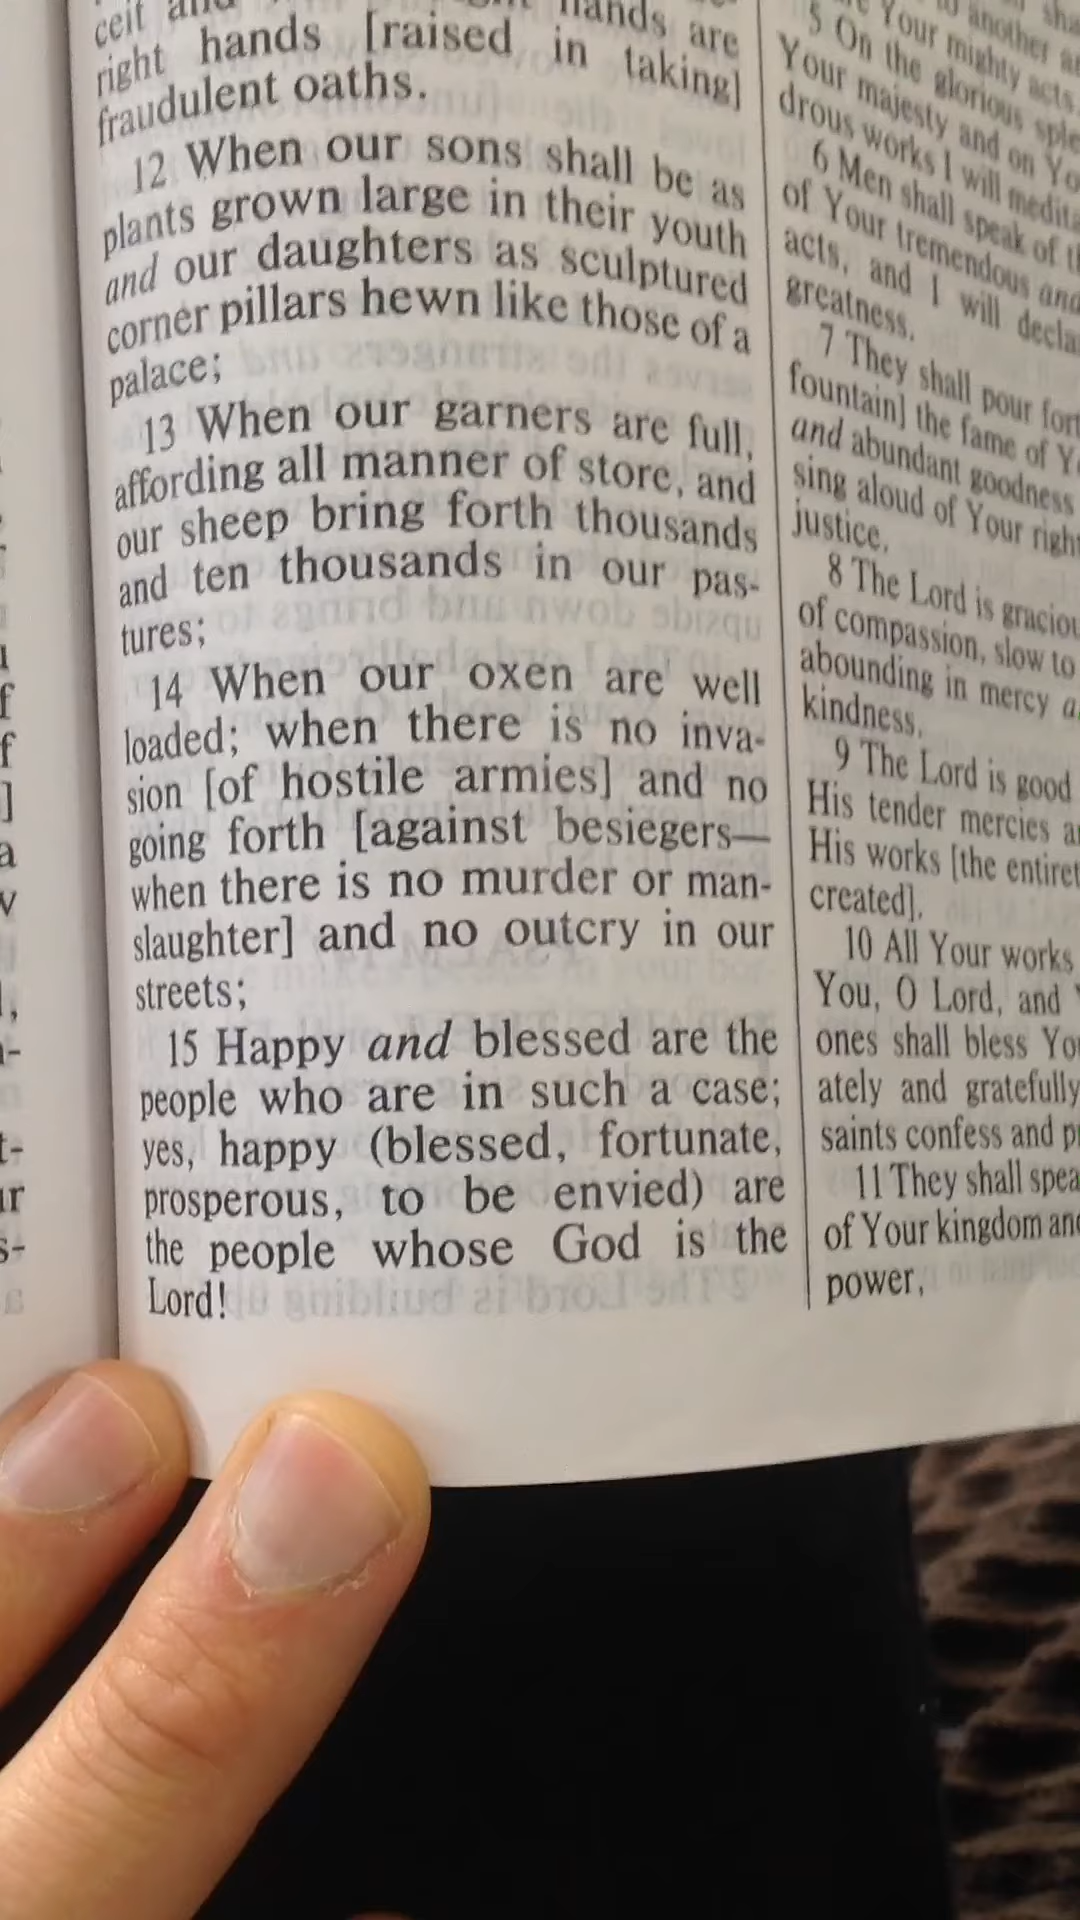 right hands [raised in taking]
fraudulent oaths.
12 When our sons shall be as
plants grown large in their youth
and our daughters as sculptured
corner pillars hewn like those of a
palace;
13 When our garners are full,
affording all manner of store, and
our sheep bring forth thousands
and ten thousands in our pas-
tures;
14 When our oxen are well
loaded; when there is no inva-
sion [of hostile armies] and no
going forth [against besiegers—
when there is no murder or man-
slaughter] and no outcry in our
streets;
15 Happy and blessed are the
people who are in such a case;
yes, happy (blessed, fortunate,
prosperous, to be envied) are
the people whose God is the
Lord!
Your mighty acts.
5 On the glorious
Your majesty and on
drous works I will
6 Men shall speak of
of Your tremendous and
acts, and I will
greatness.
7 They shall pour
fountain] the fame of
and abundant goodness
sing aloud of Your
justice.
8 The Lord is
of compassion, slow to
abounding in mercy
kindness.
9 The Lord is good
His tender mercies
His works [the
created].
10 All Your works
You, O Lord, and
ones shall bless
ately and gratefully
saints confess and
11 They shall
of Your kingdom
power,